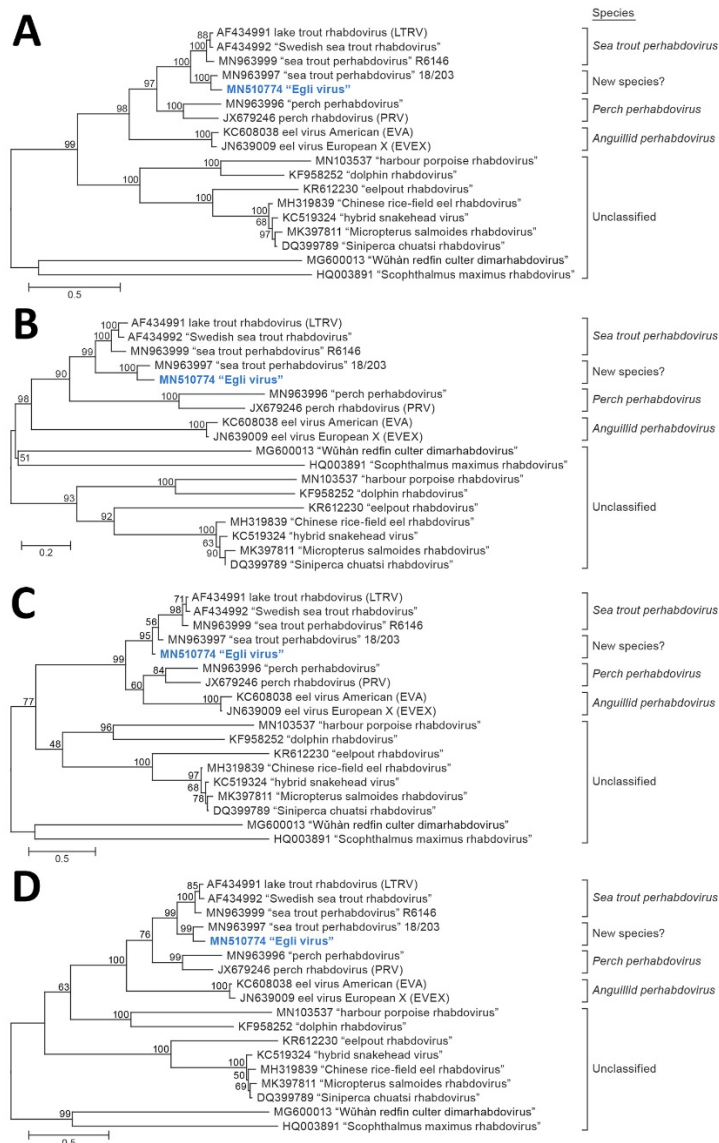 Species
A
88
AF434991 lake trout rhabdovirus (LTRV)
100
AF434992 “Swedish sea trout rhabdovirus”
Sea trout perhabdovirus
100
MN963999 “sea trout perhabdovirus” R6146
97
100
MN963997 “sea trout perhabdovirus” 18/203
New species?
MN510774 “Egli virus”
98
100
MN963996 “perch perhabdovirus”
Perch perhabdovirus
JX679246 perch rhabdovirus (PRV)
99
100
KC608038 eel virus American (EVA)
Anguillid perhabdovirus
JN639009 eel virus European X (EVEX)
100
MN103537 “harbour porpoise rhabdovirus”
100
KF958252 “dolphin rhabdovirus”
100
KR612230 “eelpout rhabdovirus”
100
MH319839 “Chinese rice-field eel rhabdovirus”
68
KC519324 “hybrid snakehead virus”
Unclassified
97
MK397811 “Micropterus salmoides rhabdovirus”
DQ399789 “Siniperca chuatsi rhabdovirus”
MG600013 “Wŭhàn redfin culter dimarhabdovirus”
HQ003891 “Scophthalmus maximus rhabdovirus”
0.5
B
100
AF434991 lake trout rhabdovirus (LTRV)
100
AF434992 “Swedish sea trout rhabdovirus”
Sea trout perhabdovirus
99
MN963999 “sea trout perhabdovirus” R6146
90
100
MN963997 “sea trout perhabdovirus” 18/203
New species?
MN510774 “Egli virus”
98
100
MN963996 “perch perhabdovirus”
Perch perhabdovirus
JX679246 perch rhabdovirus (PRV)
100
KC608038 eel virus American (EVA)
Anguillid perhabdovirus
JN639009 eel virus European X (EVEX)
51
MG600013 “Wŭhàn redfin culter dimarhabdovirus”
HQ003891 “Scophthalmus maximus rhabdovirus”
93
100
MN103537 “harbour porpoise rhabdovirus”
KF958252 “dolphin rhabdovirus”
92
KR612230 “eelpout rhabdovirus”
Unclassified
100
MH319839 “Chinese rice-field eel rhabdovirus”
63
KC519324 “hybrid snakehead virus”
90
MK397811 “Micropterus salmoides rhabdovirus”
DQ399789 “Siniperca chuatsi rhabdovirus”
0.2
C
71
AF434991 lake trout rhabdovirus (LTRV)
98
AF434992 “Swedish sea trout rhabdovirus”
Sea trout perhabdovirus
56
MN963999 “sea trout perhabdovirus” R6146
95
MN963997 “sea trout perhabdovirus” 18/203
New species?
MN510774 “Egli virus”
99
84
MN963996 “perch perhabdovirus”
Perch perhabdovirus
60
JX679246 perch rhabdovirus (PRV)
77
100
KC608038 eel virus American (EVA)
Anguillid perhabdovirus
JN639009 eel virus European X (EVEX)
96
MN103537 “harbour porpoise rhabdovirus”
48
KF958252 “dolphin rhabdovirus”
100
KR612230 “eelpout rhabdovirus”
97
MH319839 “Chinese rice-field eel rhabdovirus”
68
KC519324 “hybrid snakehead virus”
Unclassified
78
MK397811 “Micropterus salmoides rhabdovirus”
DQ399789 “Siniperca chuatsi rhabdovirus”
MG600013 “Wŭhàn redfin culter dimarhabdovirus”
HQ003891 “Scophthalmus maximus rhabdovirus”
0.5
D
85
AF434991 lake trout rhabdovirus (LTRV)
100
AF434992 “Swedish sea trout rhabdovirus”
Sea trout perhabdovirus
99
MN963999 “sea trout perhabdovirus” R6146
76
99
MN963997 “sea trout perhabdovirus” 18/203
New species?
MN510774 “Egli virus”
100
99
MN963996 “perch perhabdovirus”
Perch perhabdovirus
JX679246 perch rhabdovirus (PRV)
63
100
KC608038 eel virus American (EVA)
Anguillid perhabdovirus
JN639009 eel virus European X (EVEX)
100
MN103537 “harbour porpoise rhabdovirus”
KF958252 “dolphin rhabdovirus”
100
KR612230 “eelpout rhabdovirus”
100
KC519324 “hybrid snakehead virus”
50
MH319839 “Chinese rice-field eel rhabdovirus”
Unclassified
69
MK397811 “Micropterus salmoides rhabdovirus”
DQ399789 “Siniperca chuatsi rhabdovirus”
99
MG600013 “Wŭhàn redfin culter dimarhabdovirus”
HQ003891 “Scophthalmus maximus rhabdovirus”
0.5